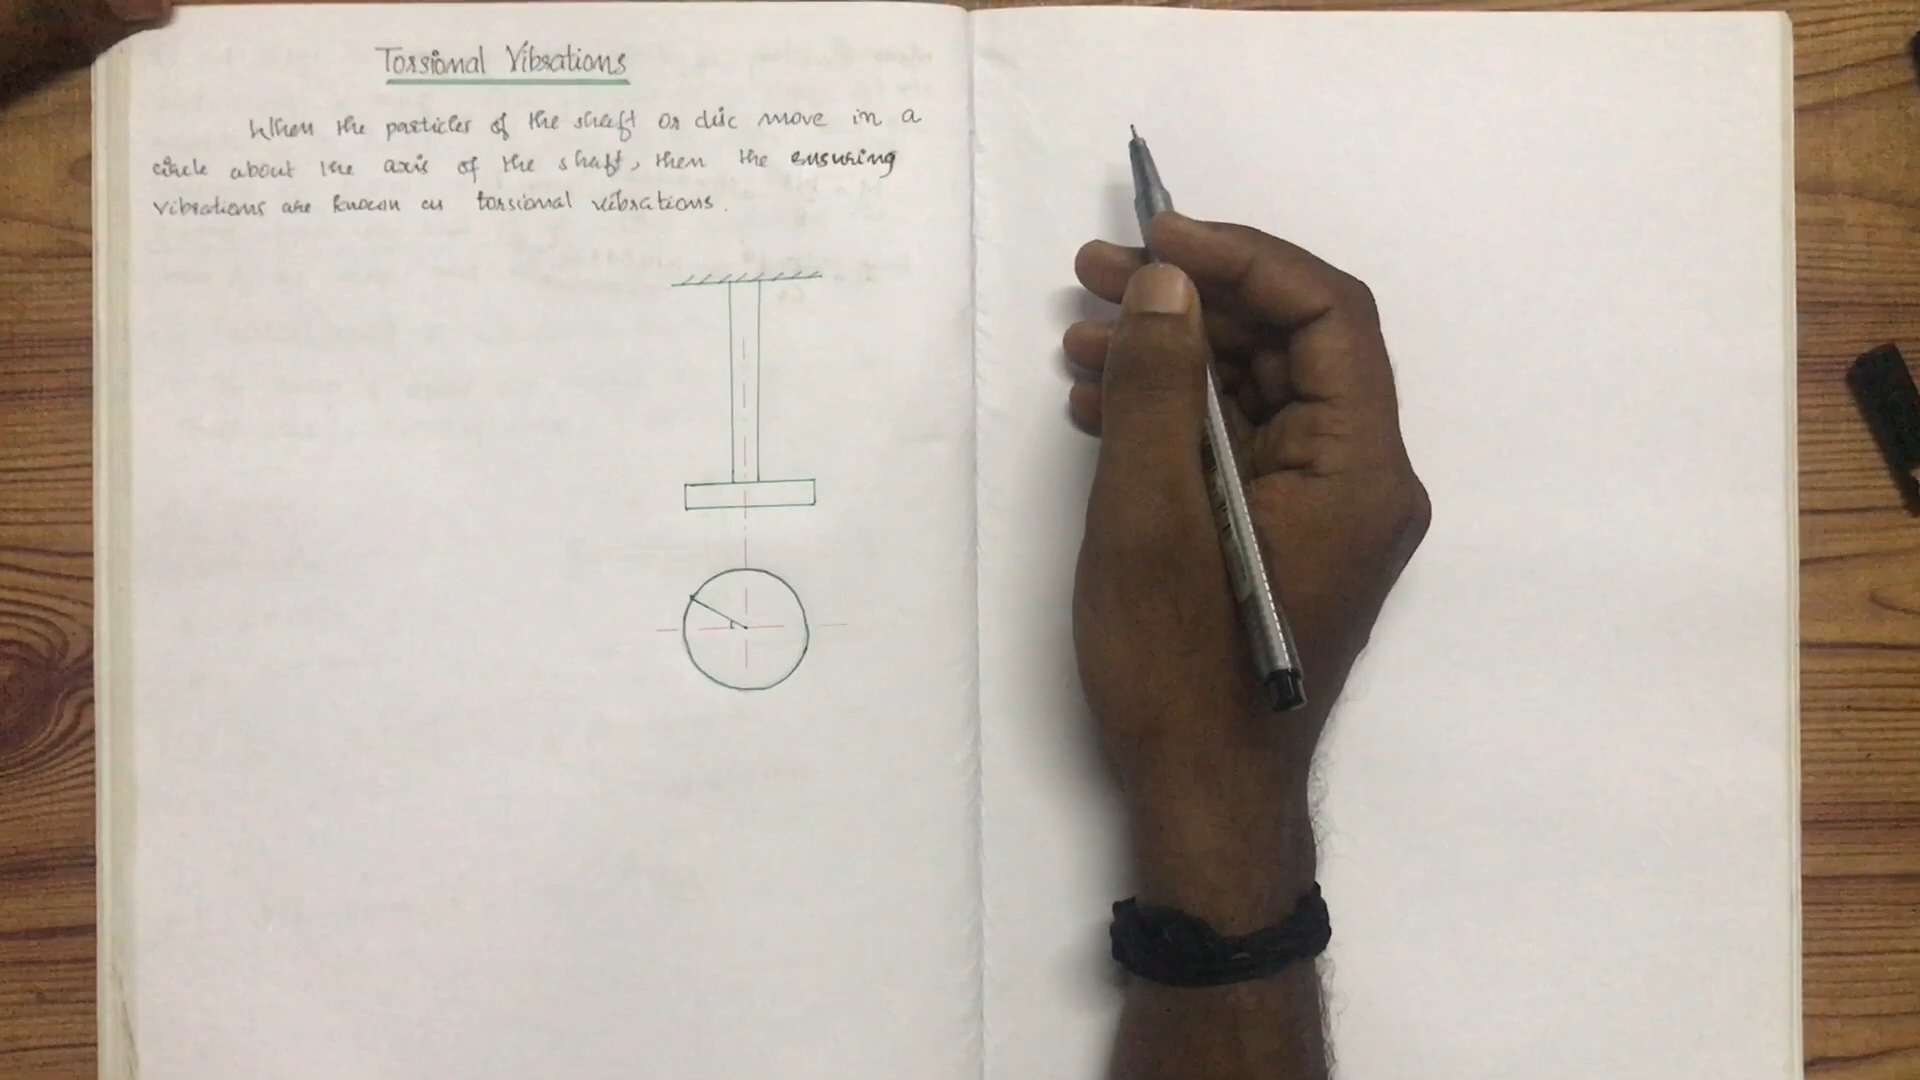 Torsional Vibrations
When the particles of the shaft or disc move in a
circle about the axis of the shaft, then the ensuring
vibrations are known as torsional vibrations.